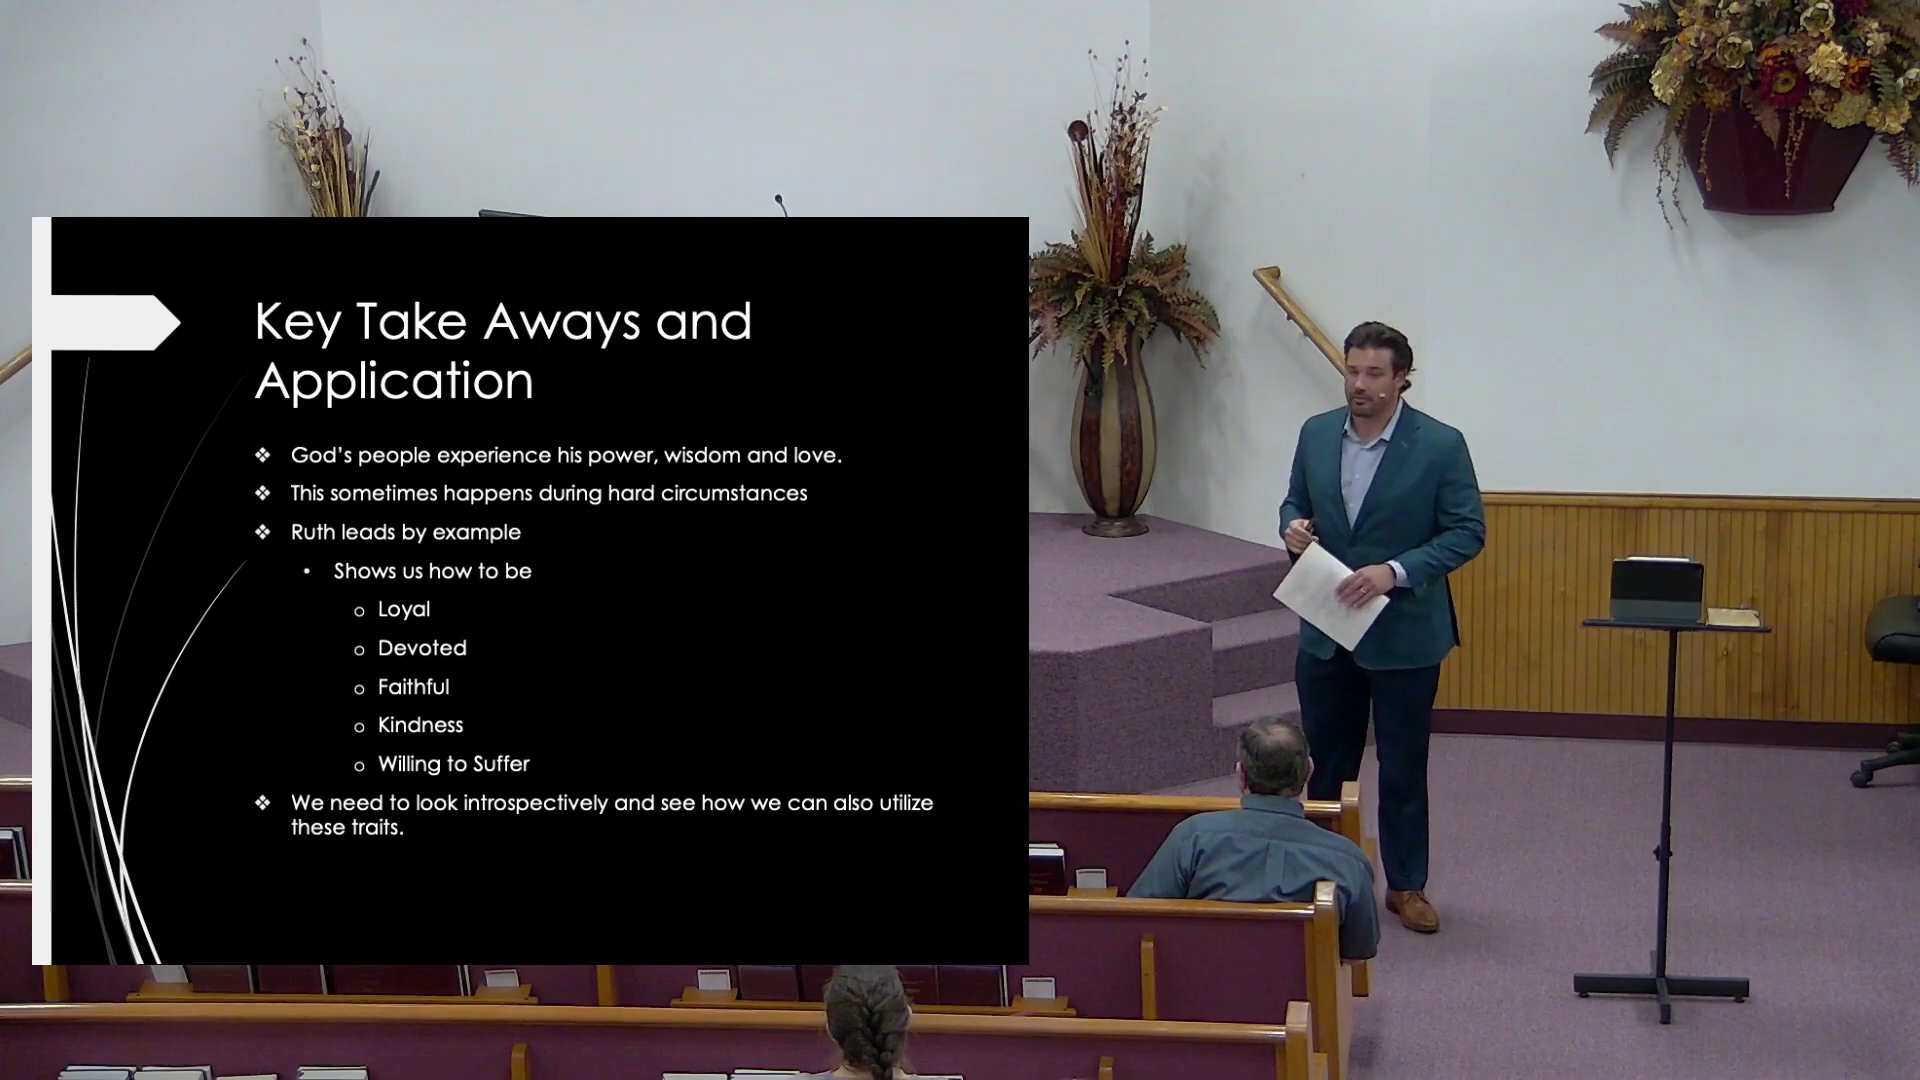 Key Take Aways and
Application
❖ God's people experience his power, wisdom and love.
❖ This sometimes happens during hard circumstances
❖ Ruth leads by example
• Shows us how to be
o Loyal
o Devoted
o Faithful
o Kindness
o Willing to Suffer
❖ We need to look introspectively and see how we can also utilize
these traits.